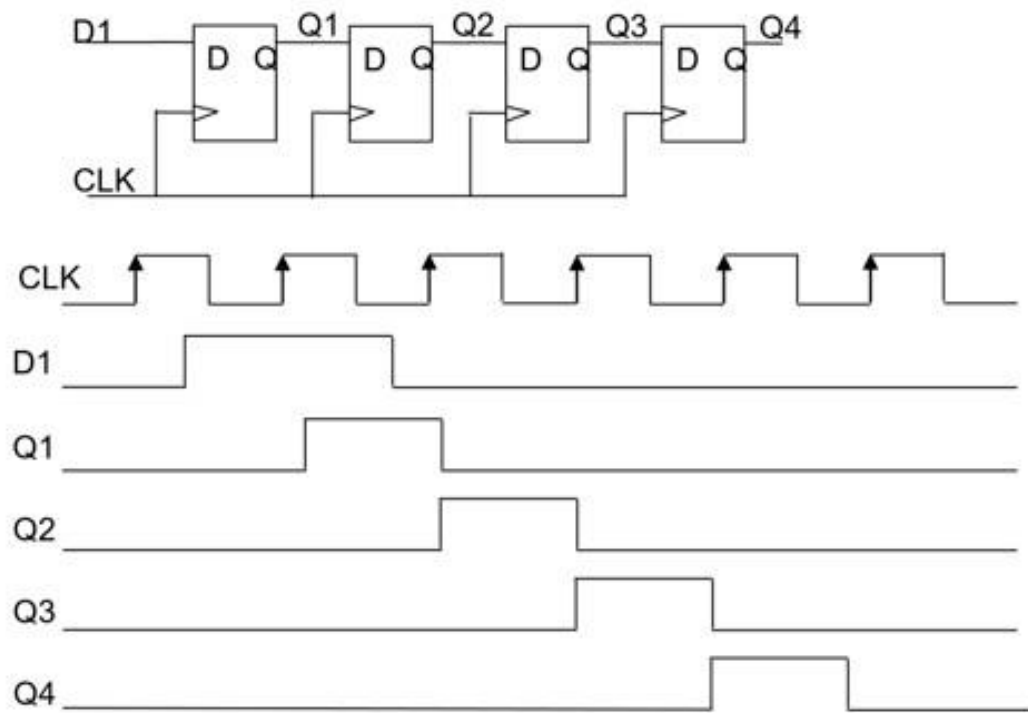 D1 Q1 Q2 Q3 Q4
D Q D Q D Q D Q
CLK
CLK
D1
Q1
Q2
Q3
Q4